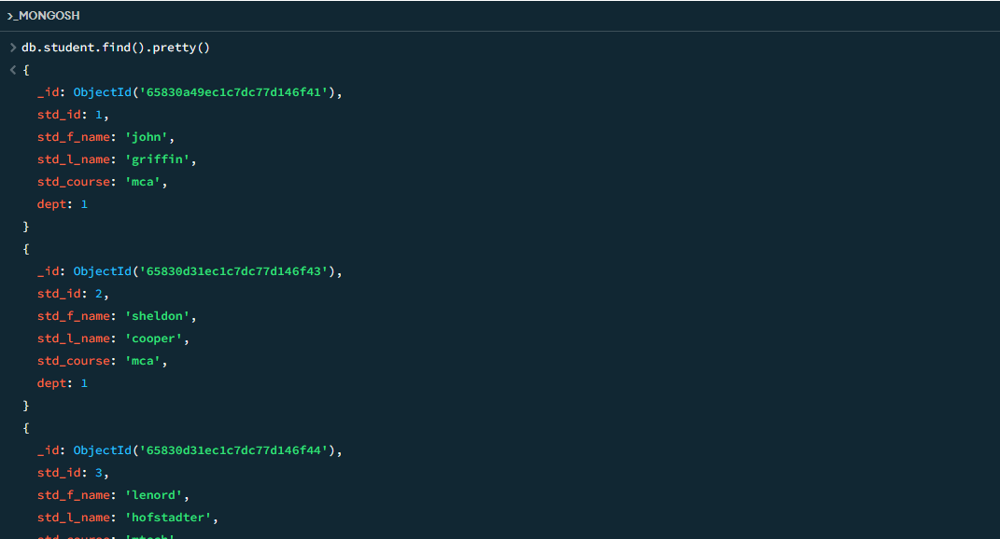 >_MONGOSH
> db.student.find().pretty()
< {
_id: ObjectId('65830a49ec1c7dc77d146f41'),
std_id: 1,
std_f_name: 'john',
std_l_name: 'griffin',
std_course: 'mca',
dept: 1
}
{
_id: ObjectId('65830d31ec1c7dc77d146f43'),
std_id: 2,
std_f_name: 'sheldon',
std_l_name: 'cooper',
std_course: 'mca',
dept: 1
}
{
_id: ObjectId('65830d31ec1c7dc77d146f44'),
std_id: 3,
std_f_name: 'lenord',
std_l_name: 'hofstadter',
std_course: 'mtech'